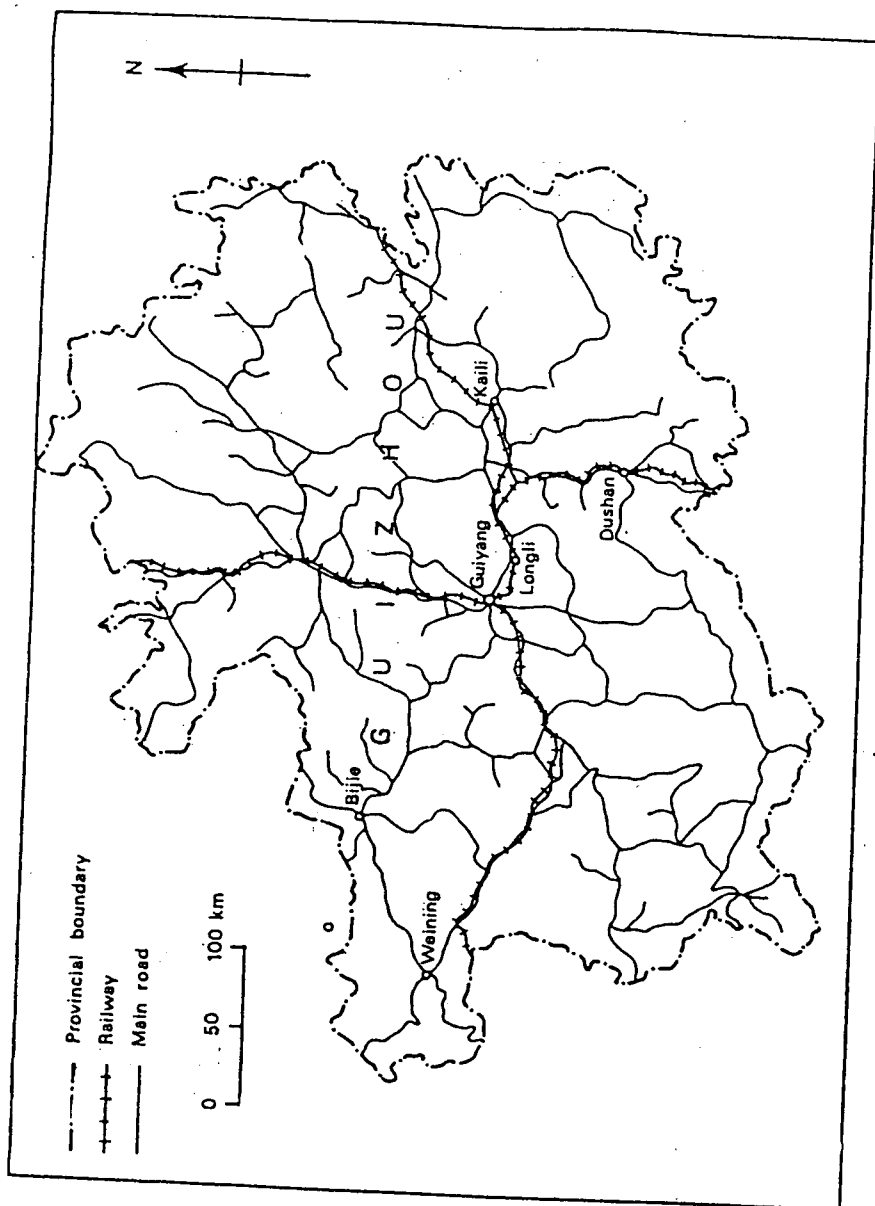 Provincial boundary
Railway
Main road
0 50 100 km
N
G U I Z H O U
Bijie
Weining
Guiyang
Longli
Kaili
Dushan